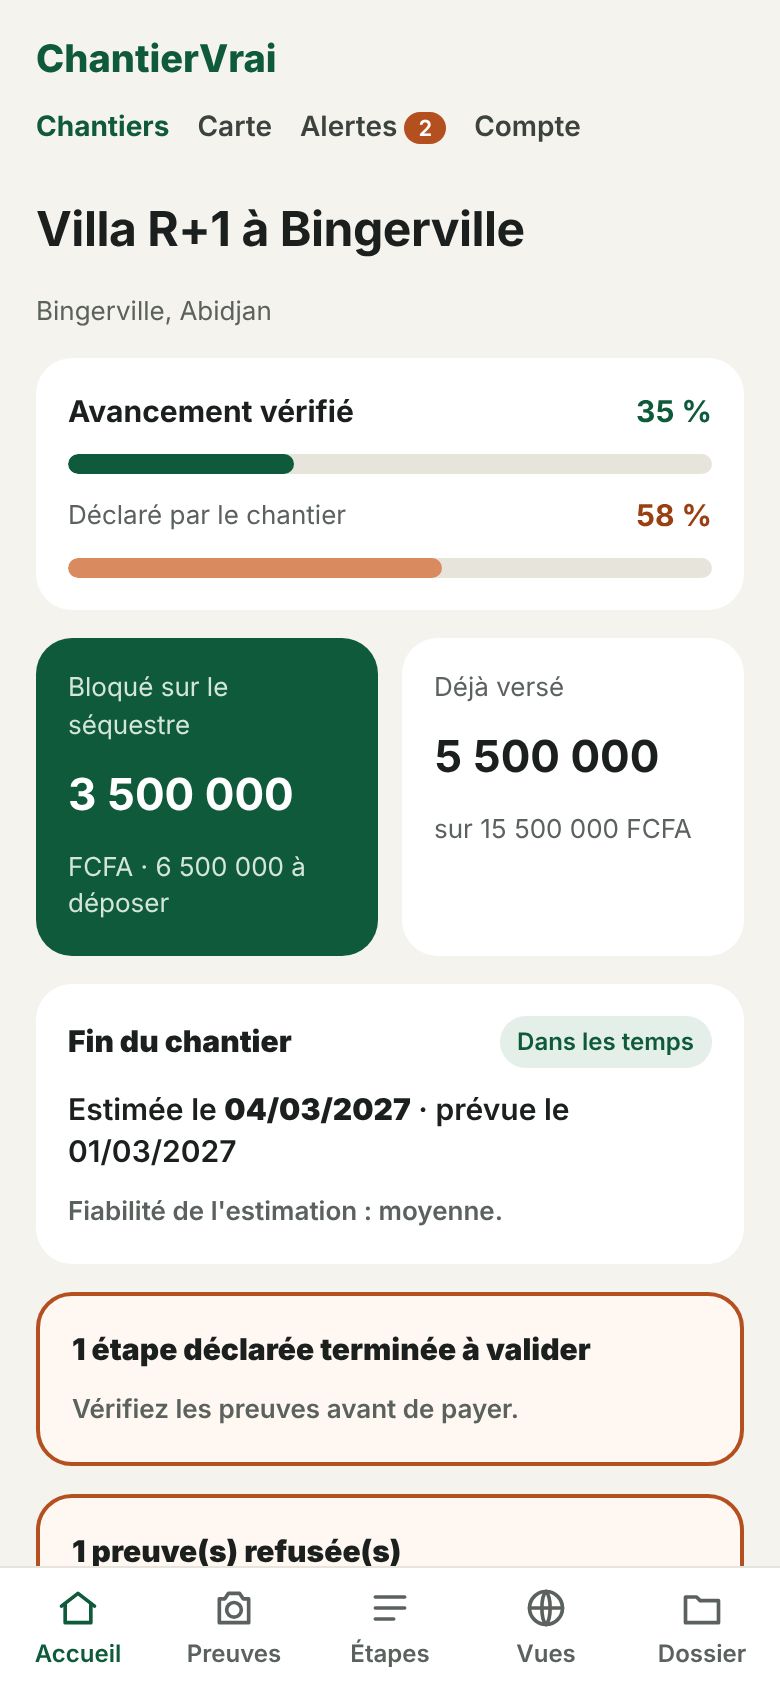 ChantierVrai
Chantiers Carte Alertes 2 Compte
Villa R+1 à Bingerville
Bingerville, Abidjan
Avancement vérifié 35 %
Déclaré par le chantier 58 %
Bloqué sur le
séquestre
3 500 000
FCFA · 6 500 000 à
déposer
Déjà versé
5 500 000
sur 15 500 000 FCFA
Fin du chantier Dans les temps
Estimée le 04/03/2027 · prévue le
01/03/2027
Fiabilité de l'estimation : moyenne.
1 étape déclarée terminée à valider
Vérifiez les preuves avant de payer.
1 preuve(s) refusée(s)
Accueil Preuves Étapes Vues Dossier